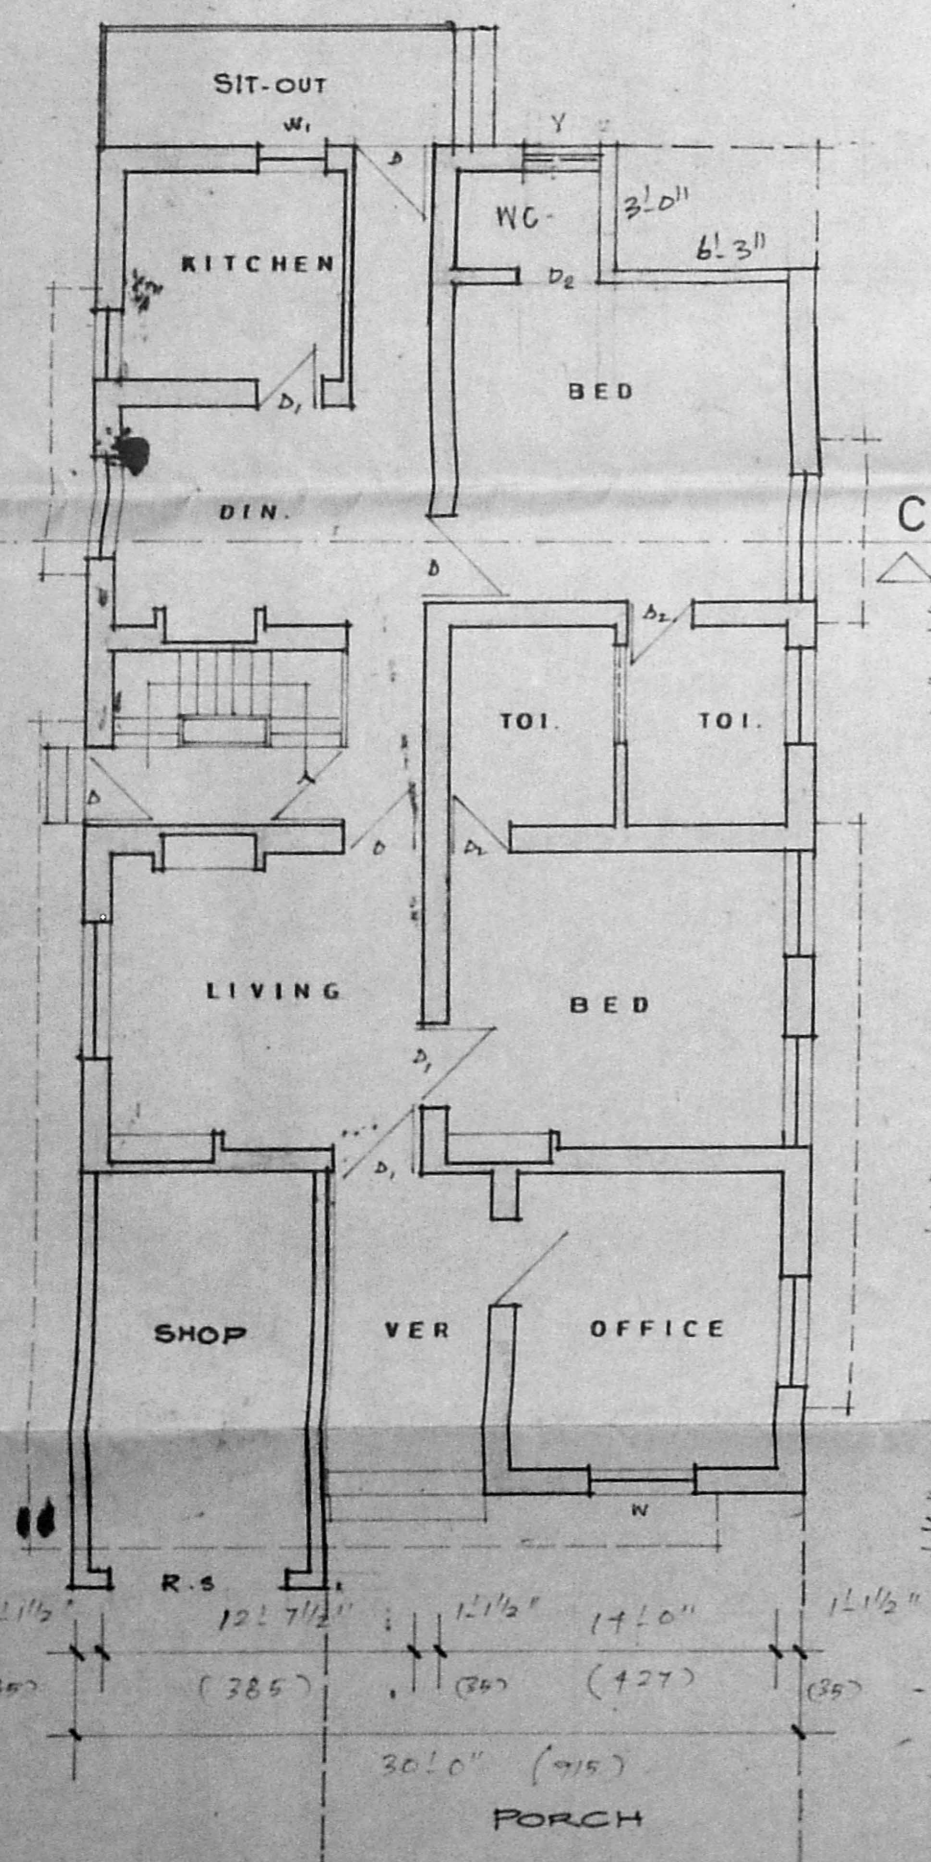 SIT-OUT
W1
D
V
WC-
3'-0"
6'-3"
KITCHEN
D2
BED
D1
DIN.
C
D
D2
TOI.
TOI.
D
D
D2
LIVING
BED
D1
D1
SHOP
VER
OFFICE
W
R.S
12'-7½" 1'-1½" 14'-0" 1'-1½"
(385) (35) (427) (35)
30'-0" (915)
PORCH